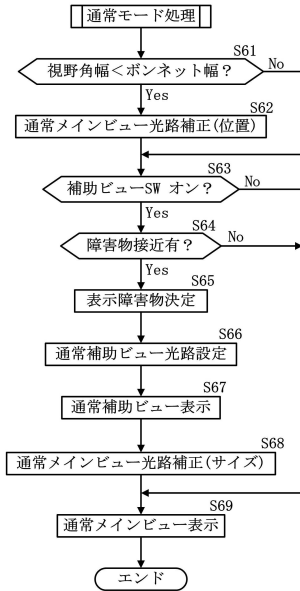 通常モード処理
S61
視野角幅<ボンネット幅?
No
Yes
S62
通常メインビュー光路補正(位置)
S63
補助ビューSW オン?
No
Yes
S64
障害物接近有?
No
Yes
S65
表示障害物決定
S66
通常補助ビュー光路設定
S67
通常補助ビュー表示
S68
通常メインビュー光路補正(サイズ)
S69
通常メインビュー表示
エンド